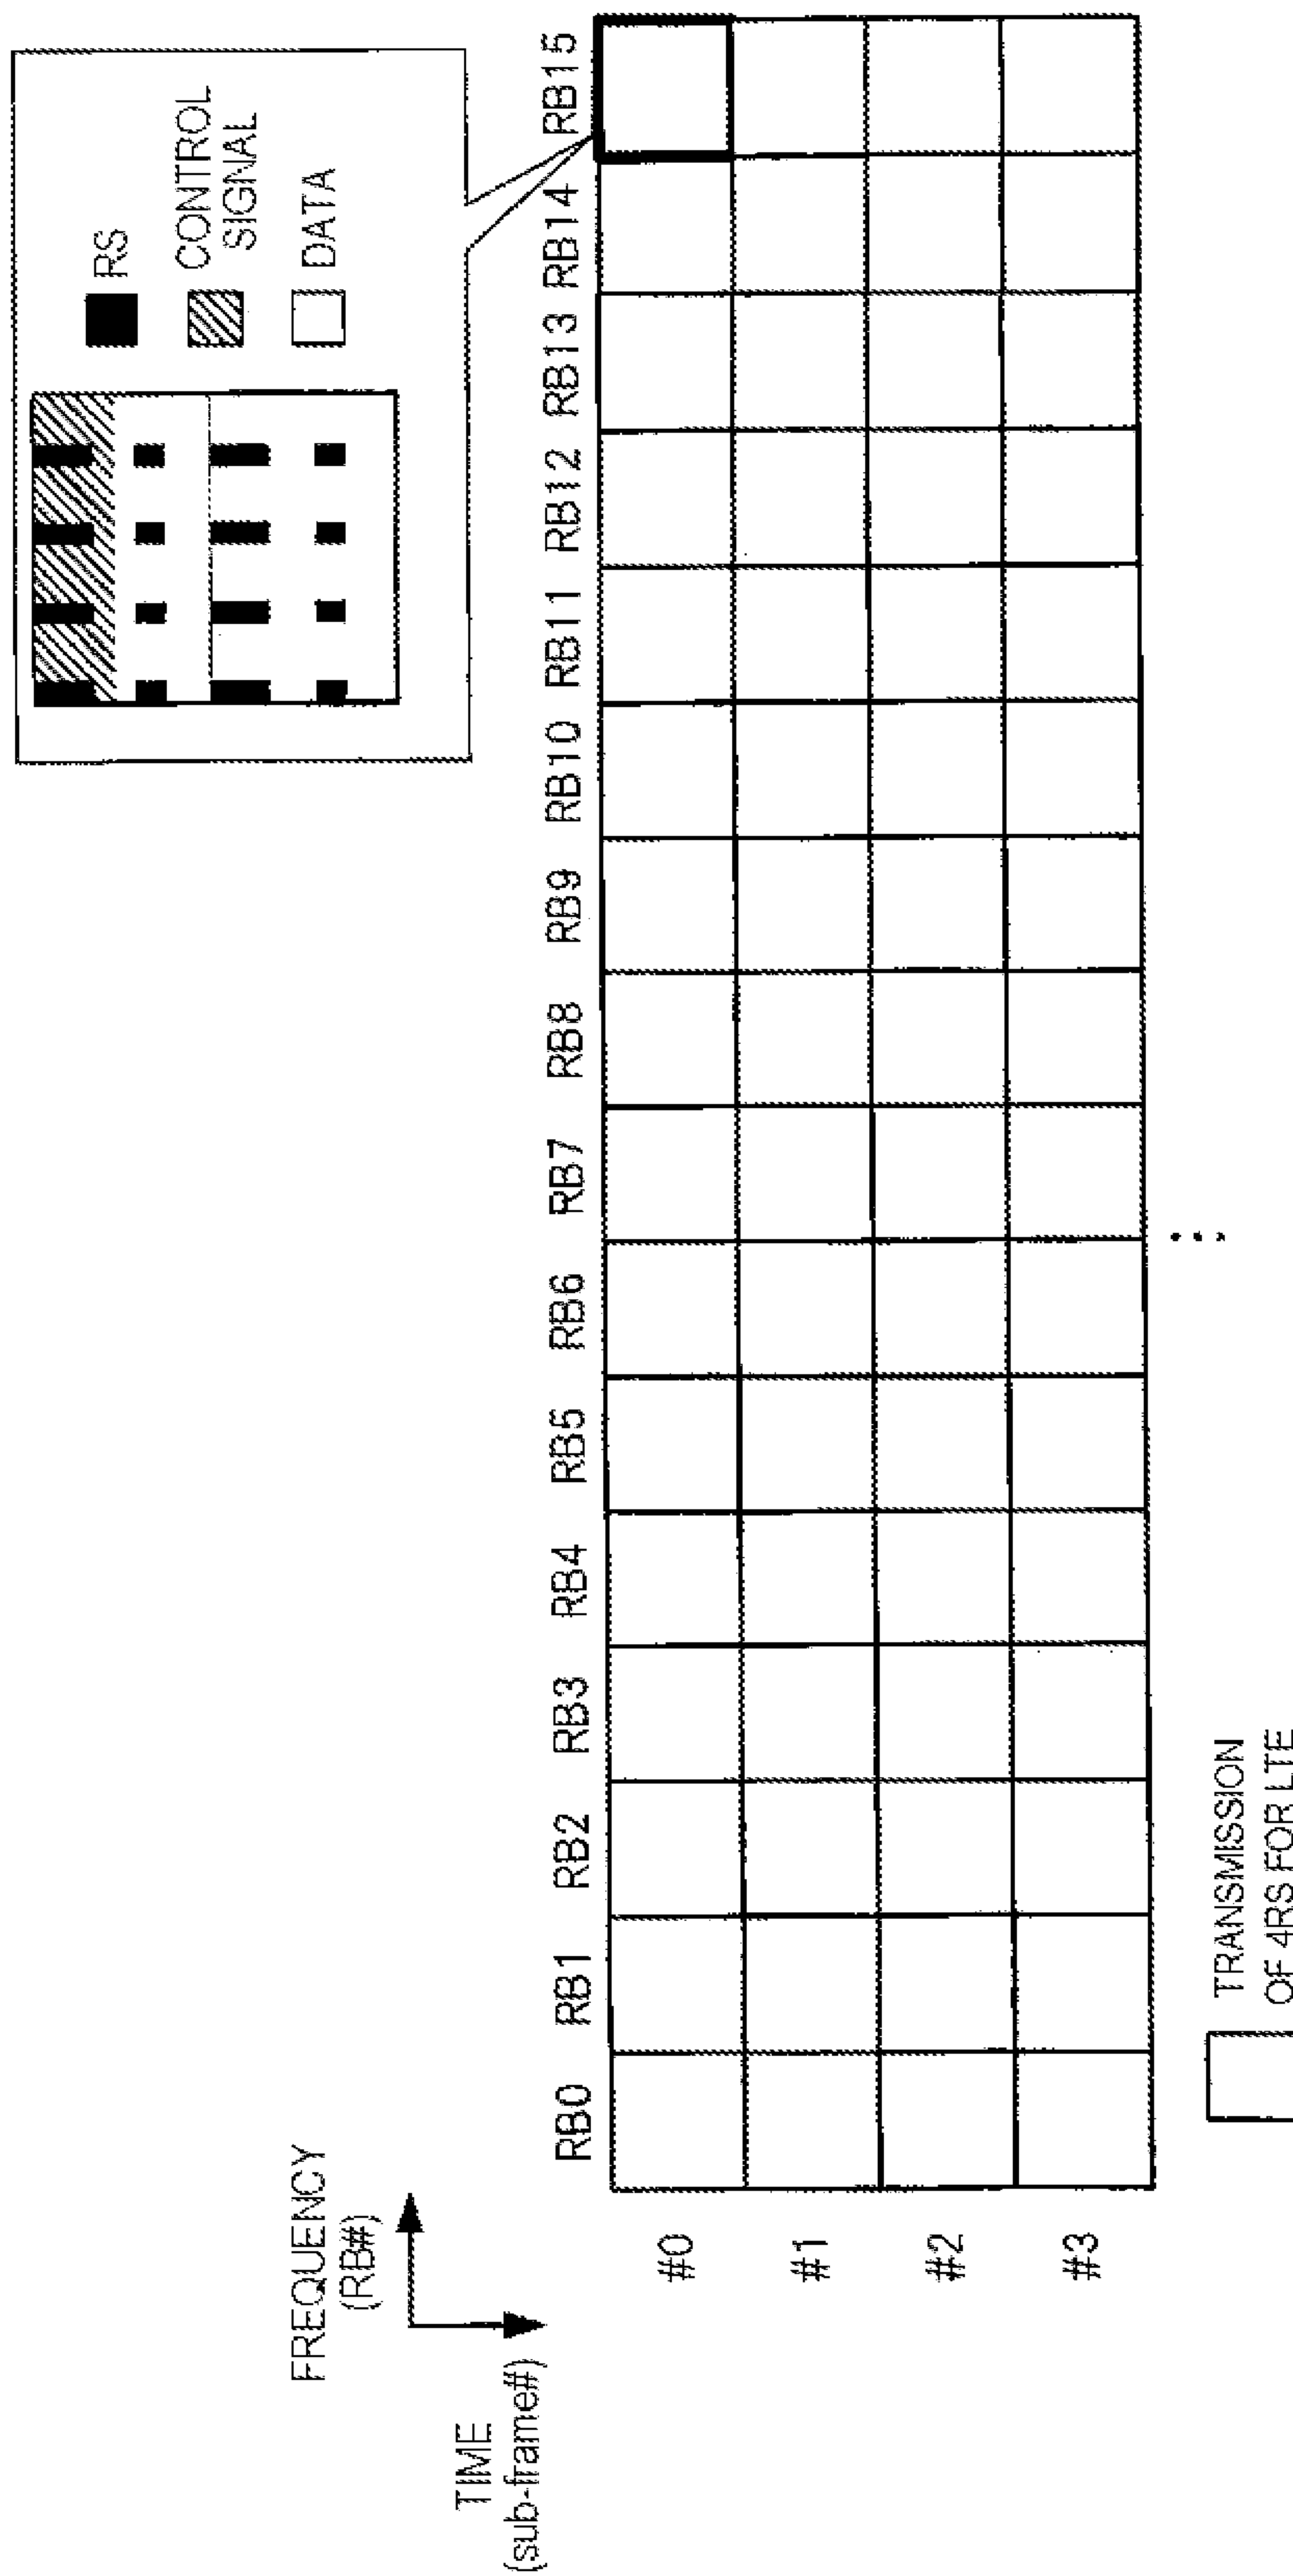 RS
CONTROL
SIGNAL
DATA
FREQUENCY
(RB#)
TIME
(sub-frame#)
RB0 RB1 RB2 RB3 RB4 RB5 RB6 RB7 RB8 RB9 RB10 RB11 RB12 RB13 RB14 RB15
#0
#1
#2
#3
...
TRANSMISSION
OF 4RS FOR LTE